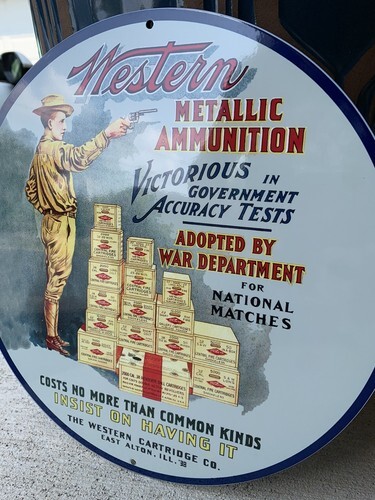 Western
METALLIC
AMMUNITION
VICTORIOUS IN
GOVERNMENT
ACCURACY TESTS
ADOPTED BY
WAR DEPARTMENT
FOR
NATIONAL
MATCHES
COSTS NO MORE THAN COMMON KINDS
INSIST ON HAVING IT
THE WESTERN CARTRIDGE CO.
EAST ALTON, ILL.